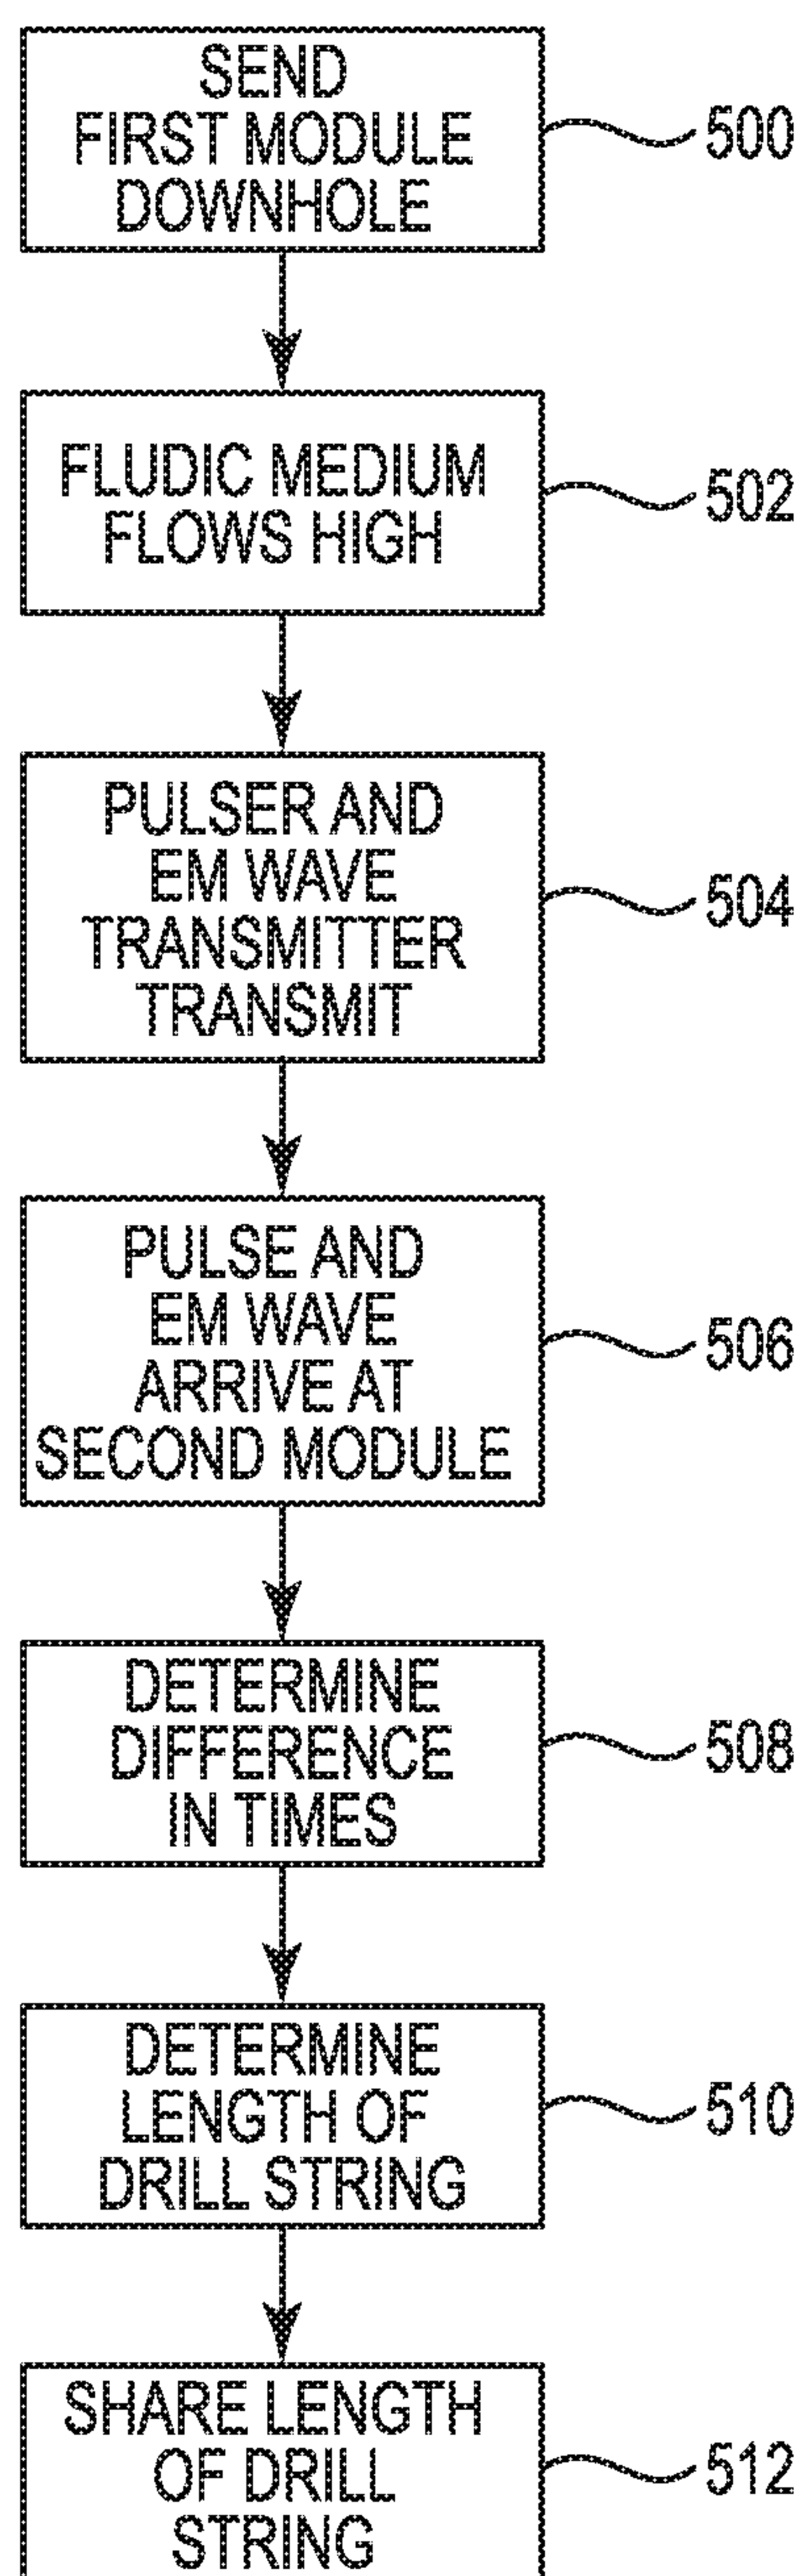 SEND
FIRST MODULE
DOWNHOLE
500
FLUDIC MEDIUM
FLOWS HIGH
502
PULSER AND
EM WAVE
TRANSMITTER
TRANSMIT
504
PULSE AND
EM WAVE
ARRIVE AT
SECOND MODULE
506
DETERMINE
DIFFERENCE
IN TIMES
508
DETERMINE
LENGTH OF
DRILL STRING
510
SHARE LENGTH
OF DRILL
STRING
512